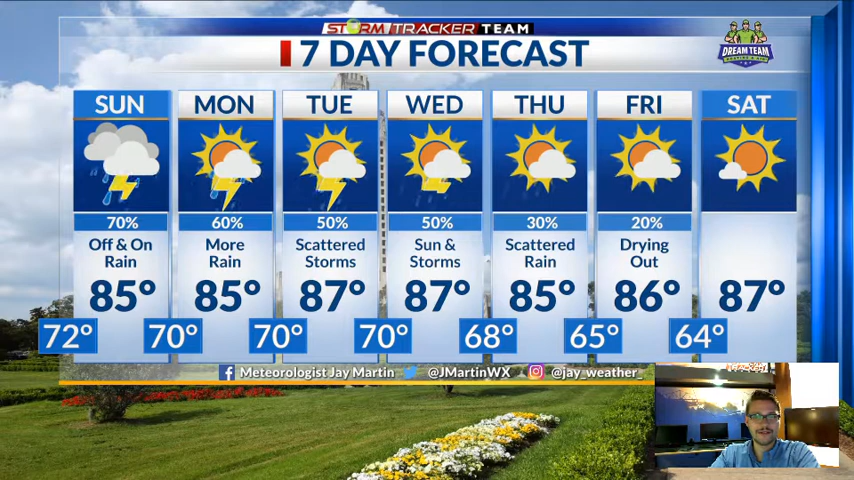 STORM TRACKER TEAM
7 DAY FORECAST
DREAM TEAM
SUN MON TUE WED THU FRI SAT
70% 60% 50% 50% 30% 20%
Off & On More Scattered Sun & Scattered Drying
Rain Rain Storms Storms Rain Out
85° 85° 87° 87° 85° 86° 87°
72° 70° 70° 70° 68° 65° 64°
Meteorologist Jay Martin @JMartinWX @jay_weather_